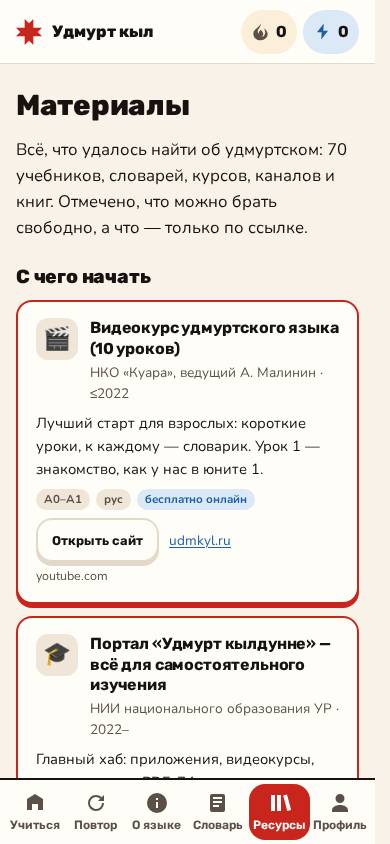 Удмурт кыл
0
0
Материалы
Всё, что удалось найти об удмуртском: 70
учебников, словарей, курсов, каналов и
книг. Отмечено, что можно брать
свободно, а что — только по ссылке.
С чего начать
Видеокурс удмуртского языка
(10 уроков)
НКО «Куара», ведущий А. Малинин ·
≤2022
Лучший старт для взрослых: короткие
уроки, к каждому — словарик. Урок 1 —
знакомство, как у нас в юните 1.
A0–A1 рус бесплатно онлайн
Открыть сайт udmkyl.ru
youtube.com
Портал «Удмурт кылдунне» —
всё для самостоятельного
изучения
НИИ национального образования УР ·
2022–
Главный хаб: приложения, видеокурсы,
Учиться Повтор О языке Словарь Ресурсы Профиль